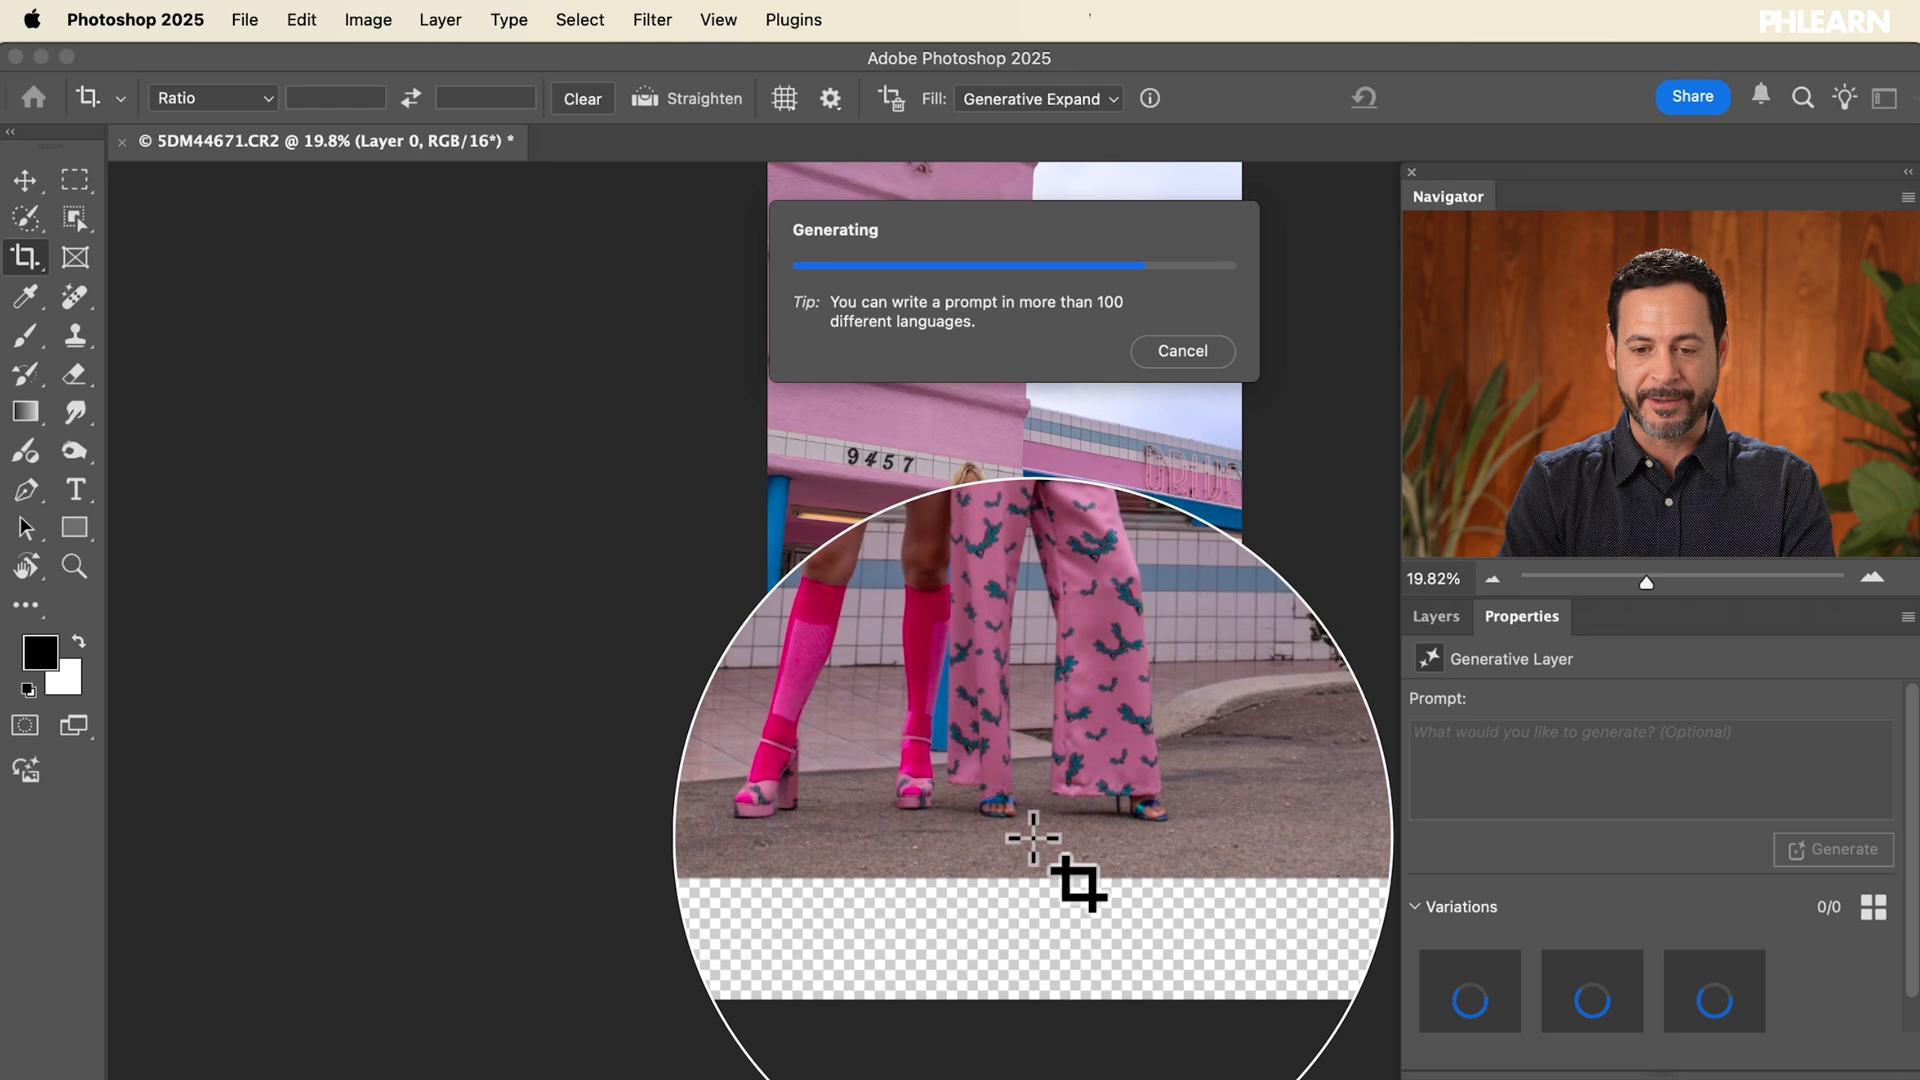 Photoshop 2025 File Edit Image Layer Type Select Filter View Plugins
PHLEARN
Adobe Photoshop 2025
Ratio Clear Straighten Fill: Generative Expand Share
© 5DM44671.CR2 @ 19.8% (Layer 0, RGB/16*) *
Navigator
Generating
Tip: You can write a prompt in more than 100
different languages.
Cancel
9457
19.82%
Layers Properties
Generative Layer
Prompt:
What would you like to generate? (Optional)
Generate
Variations 0/0